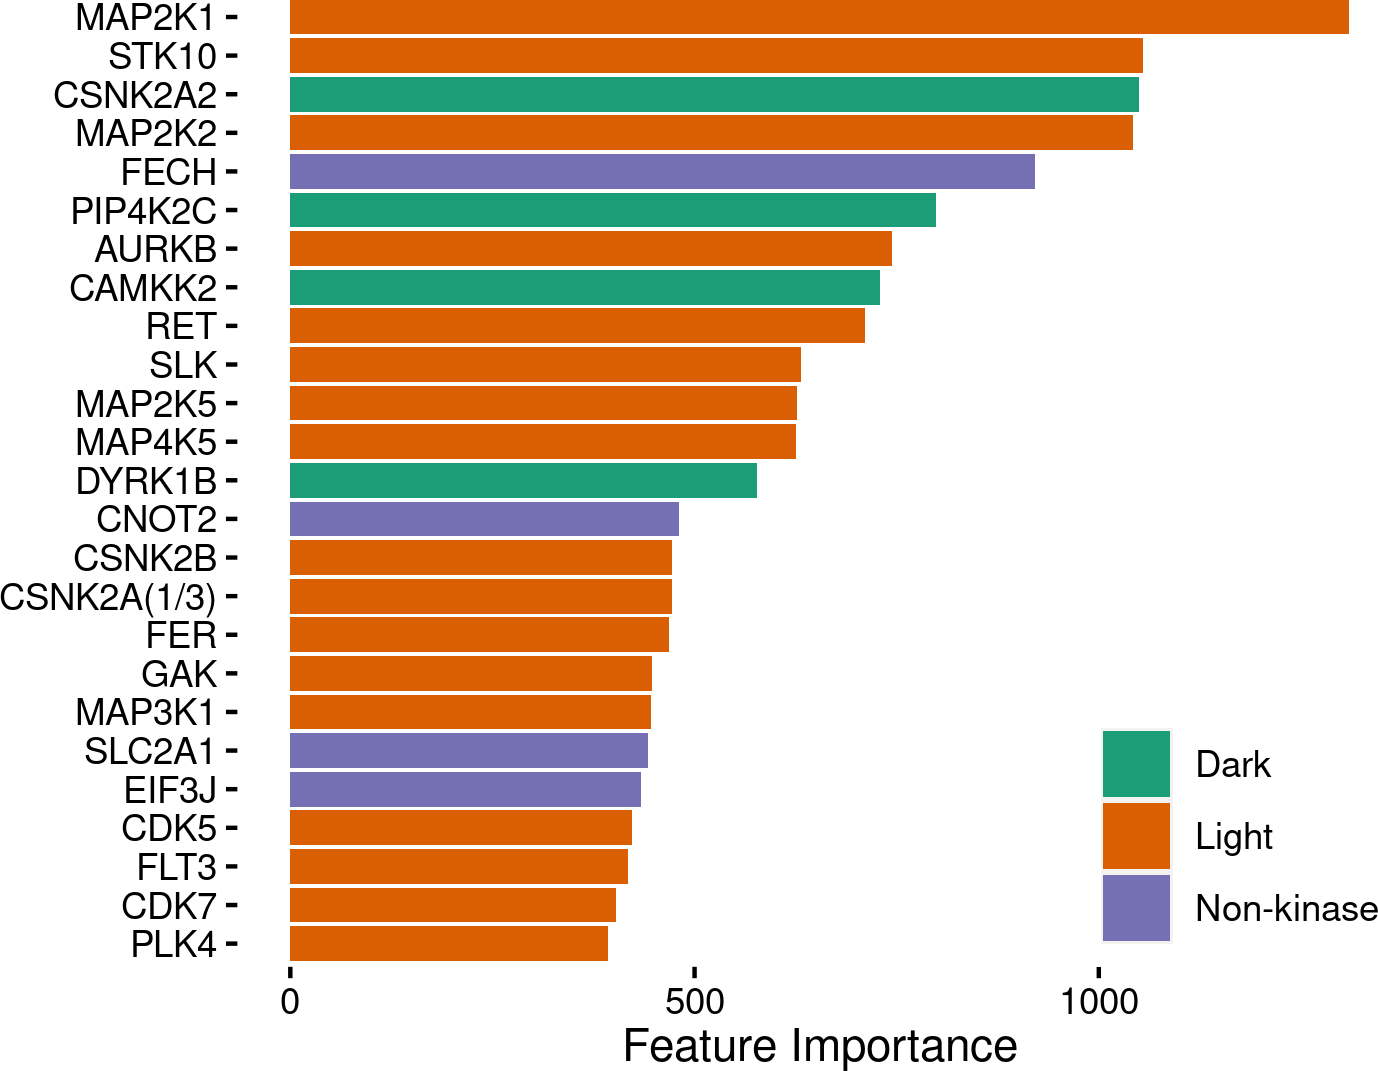 MAP2K1
STK10
CSNK2A2
MAP2K2
FECH
PIP4K2C
AURKB
CAMKK2
RET
SLK
MAP2K5
MAP4K5
DYRK1B
CNOT2
CSNK2B
CSNK2A(1/3)
FER
GAK
MAP3K1
SLC2A1
EIF3J
CDK5
FLT3
CDK7
PLK4
Dark
Light
Non-kinase
0 500 1000
Feature Importance